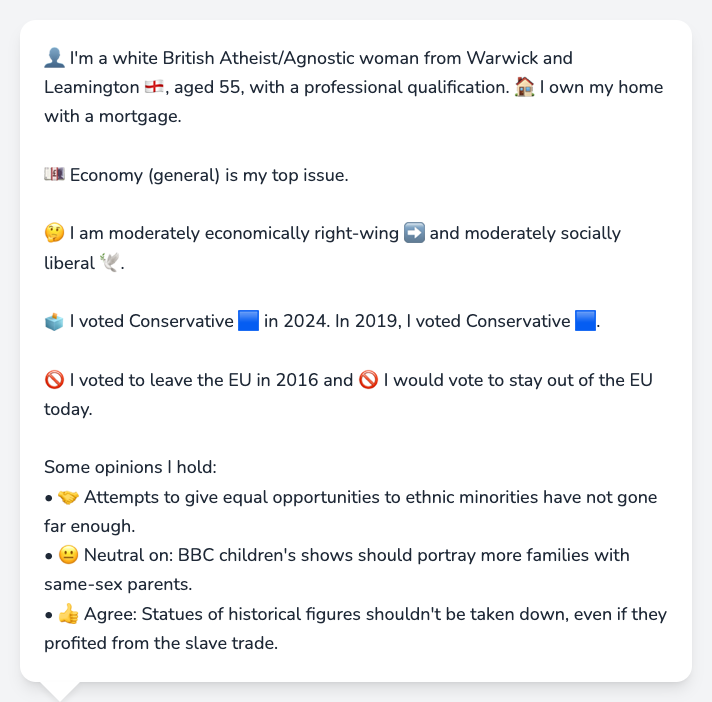 👤 I'm a white British Atheist/Agnostic woman from Warwick and
Leamington 🏴󠁧󠁢󠁥󠁮󠁧󠁿, aged 55, with a professional qualification. 🏠 I own my home
with a mortgage.
💷 Economy (general) is my top issue.
🤔 I am moderately economically right-wing ➡️ and moderately socially
liberal 🕊️.
🗳️ I voted Conservative 🟦 in 2024. In 2019, I voted Conservative 🟦.
🚫 I voted to leave the EU in 2016 and 🚫 I would vote to stay out of the EU
today.
Some opinions I hold:
• 🤝 Attempts to give equal opportunities to ethnic minorities have not gone
far enough.
• 😐 Neutral on: BBC children's shows should portray more families with
same-sex parents.
• 👍 Agree: Statues of historical figures shouldn't be taken down, even if they
profited from the slave trade.